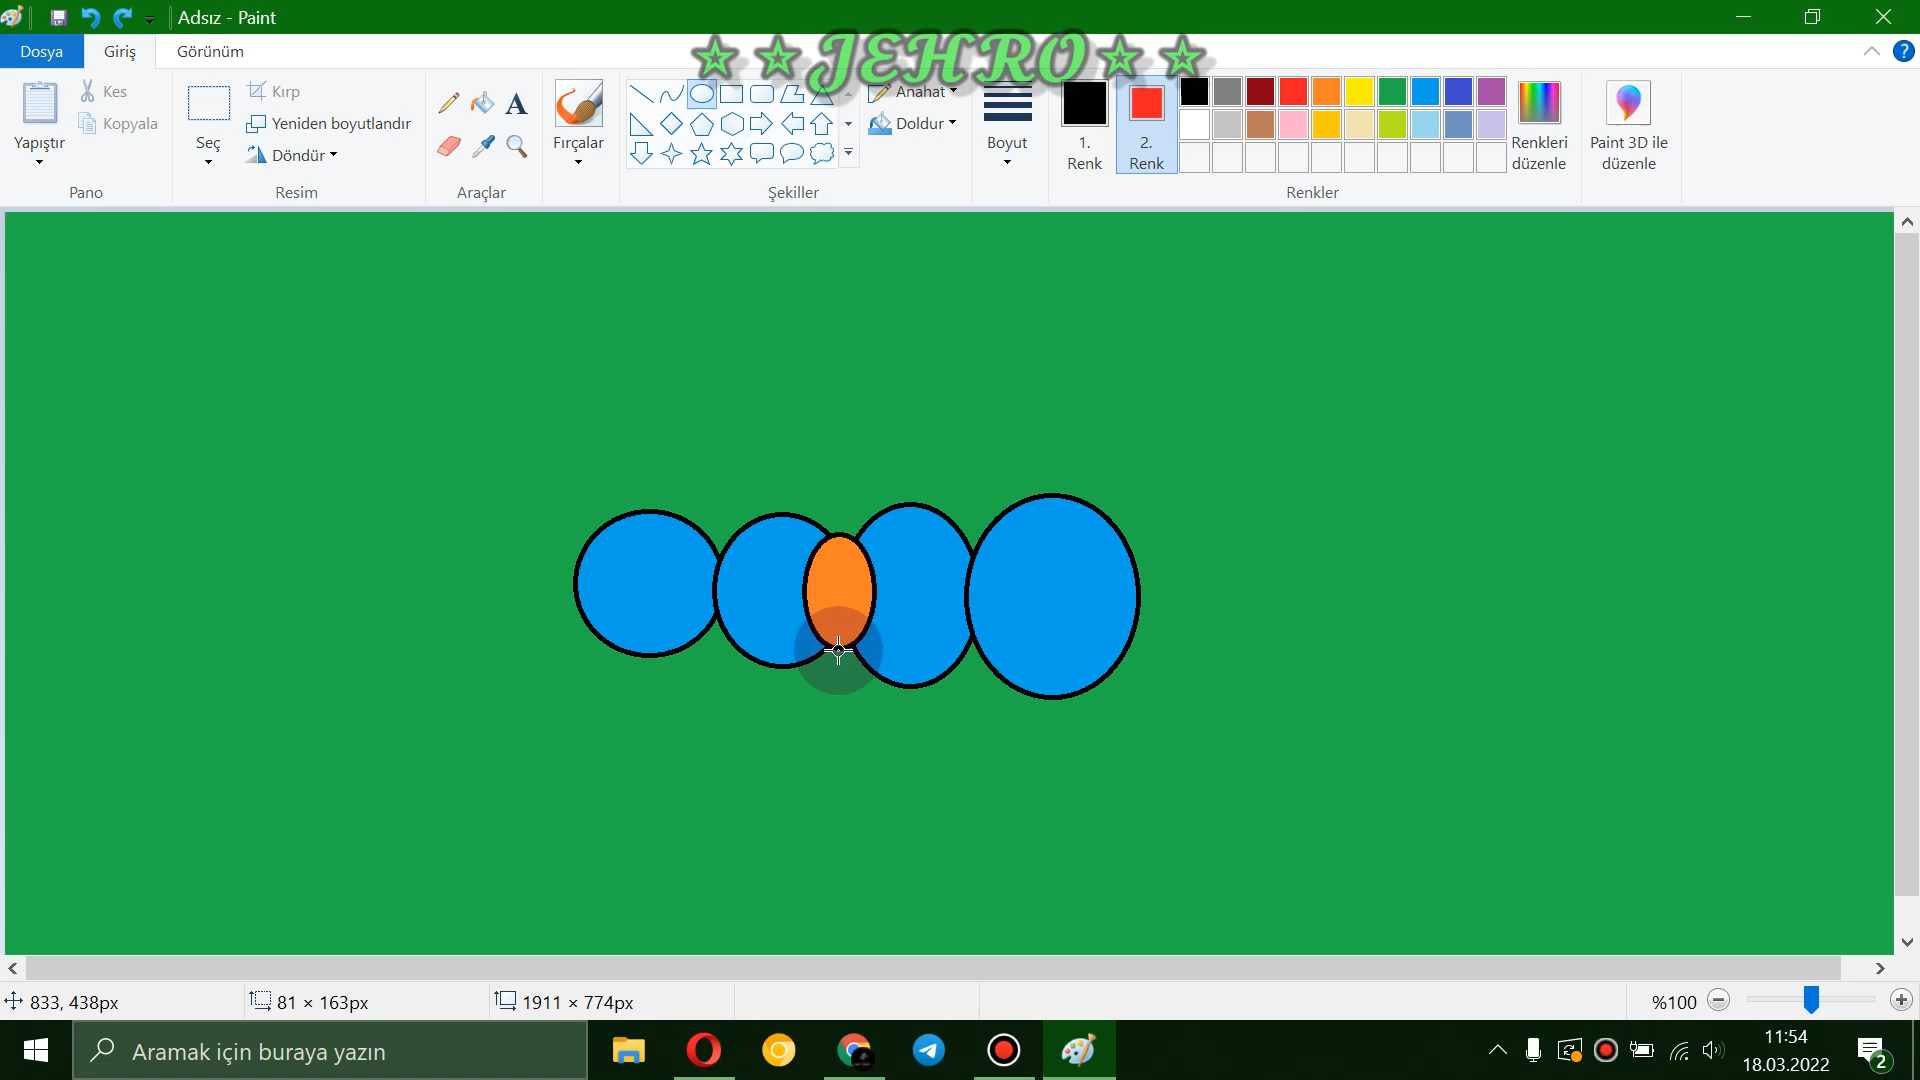 Adsız - Paint
☆ ☆ JEHRO ☆ ☆
Dosya
Giriş
Görünüm
Yapıştır
Kes
Kopyala
Pano
Seç
Kırp
Yeniden boyutlandır
Döndür
Resim
A
Araçlar
Fırçalar
Şekiller
Anahat
Doldur
Boyut
1.
Renk
2.
Renk
Renkler
Renkleri
düzenle
Paint 3D ile
düzenle
?
833, 438px
81 × 163px
1911 × 774px
%100
Aramak için buraya yazın
11:54
18.03.2022
2